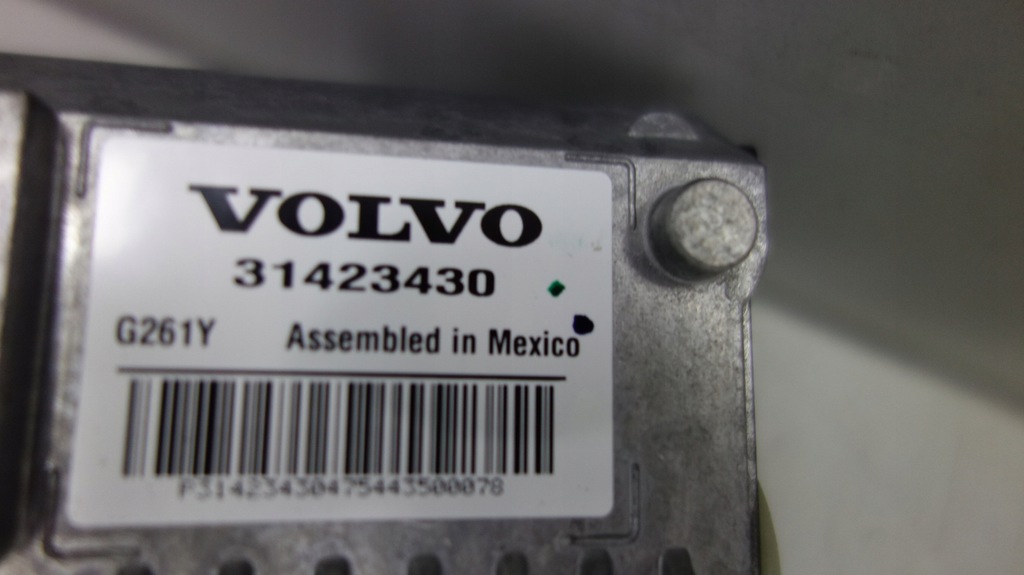 VOLVO
31423430
G261Y Assembled in Mexico
P31423430475443500078